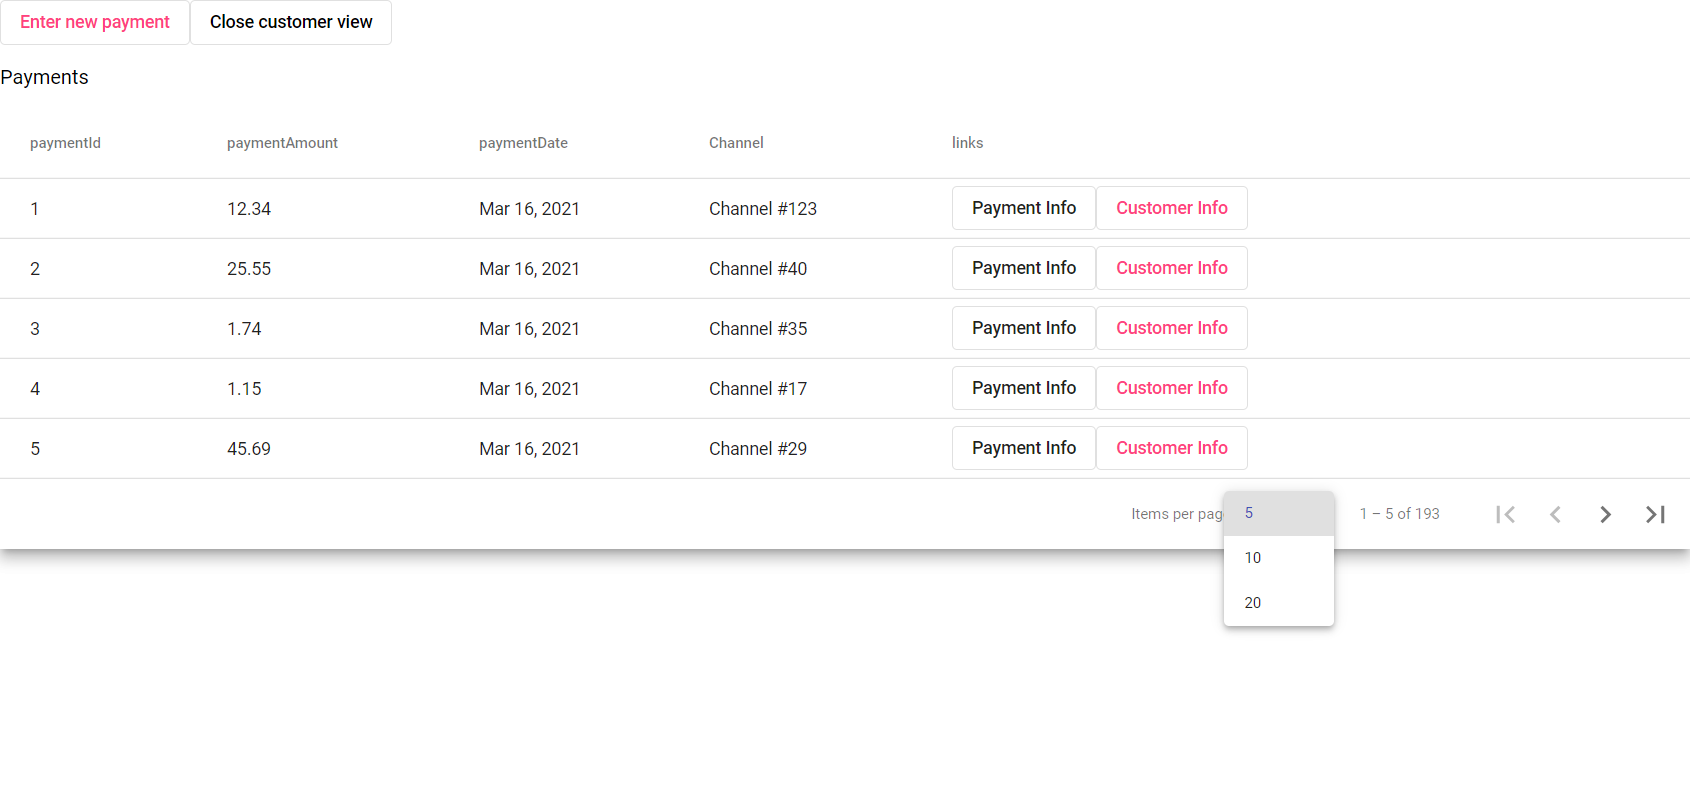 Enter new payment Close customer view
Payments
paymentId paymentAmount paymentDate Channel links
1 12.34 Mar 16, 2021 Channel #123 Payment Info Customer Info
2 25.55 Mar 16, 2021 Channel #40 Payment Info Customer Info
3 1.74 Mar 16, 2021 Channel #35 Payment Info Customer Info
4 1.15 Mar 16, 2021 Channel #17 Payment Info Customer Info
5 45.69 Mar 16, 2021 Channel #29 Payment Info Customer Info
Items per pag 5 1 – 5 of 193
10
20